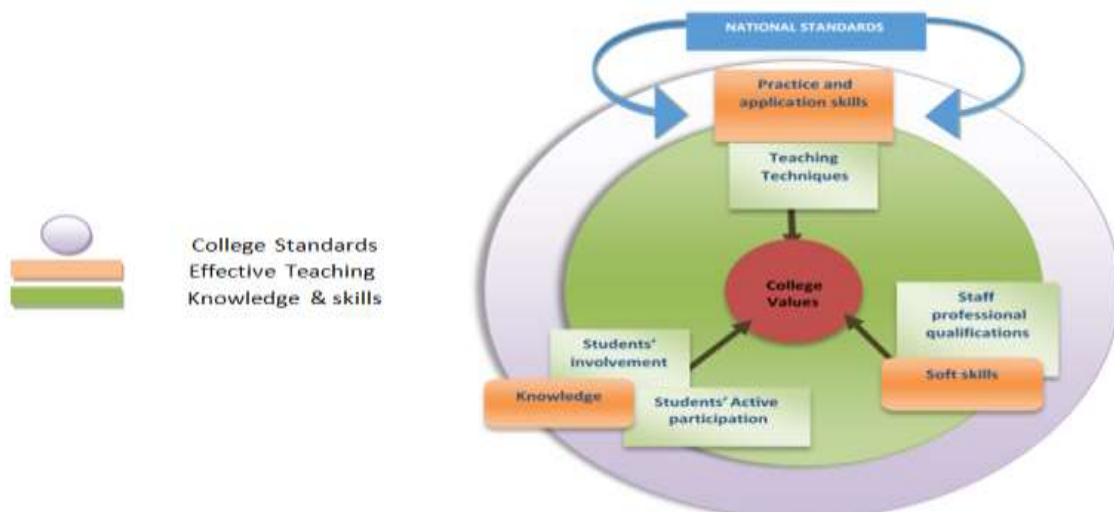 NATIONAL STANDARDS
Practice and
application skills
Teaching
Techniques
College Standards
Effective Teaching
Knowledge & skills
College
Values
Staff
professional
qualifications
Students'
involvement
Soft skills
Knowledge
Students' Active
participation